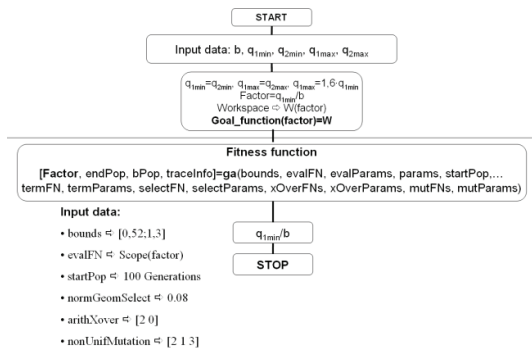 START
Input data: b, q1min, q2min, q1max, q2max
q1min=q2min, q1max=q2max, q1max=1,6·q1min
Factor=q1min/b
Workspace ⇨ W(factor)
Goal_function(factor)=W
Fitness function
[Factor, endPop, bPop, traceInfo]=ga(bounds, evalFN, evalParams, params, startPop,...
termFN, termParams, selectFN, selectParams, xOverFNs, xOverParams, mutFNs, mutParams)
Input data:
• bounds ⇨ [0,52;1,3]
• evalFN ⇨ Scope(factor)
• startPop ⇨ 100 Generations
• normGeomSelect ⇨ 0.08
• arithXover ⇨ [2 0]
• nonUnifMutation ⇨ [2 1 3]
q1min/b
STOP